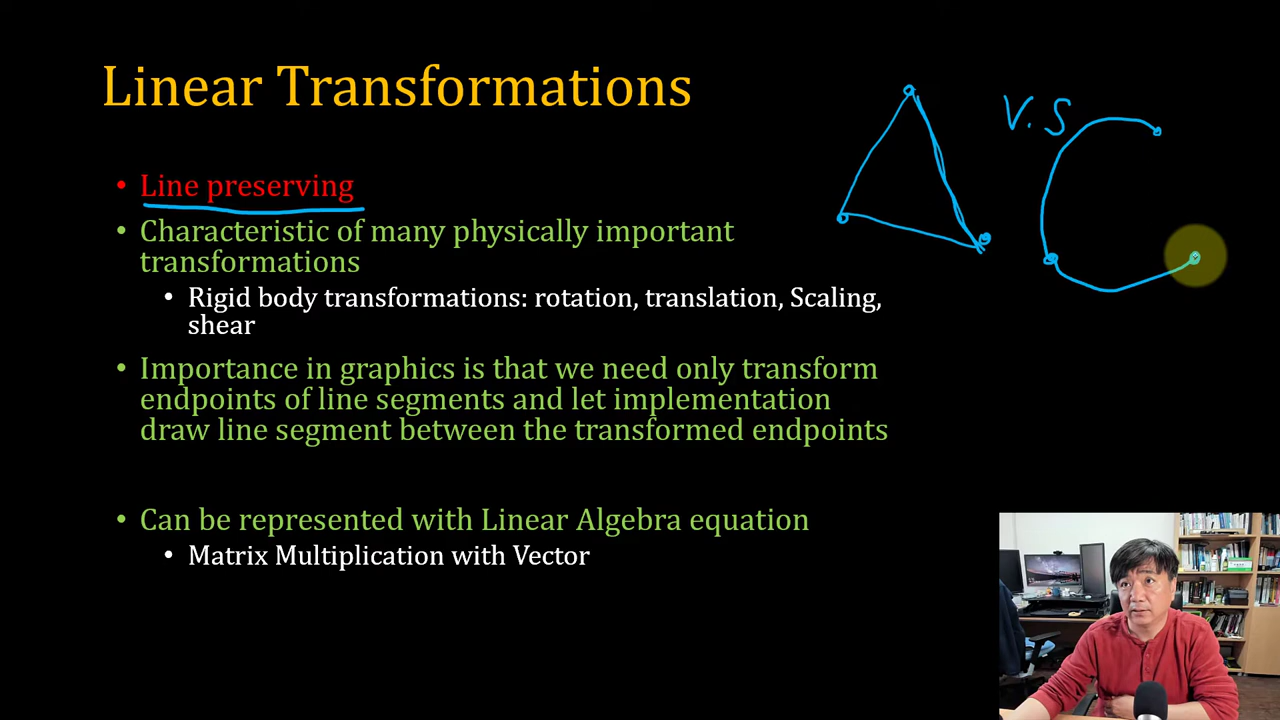 Linear Transformations
V.S
• Line preserving
• Characteristic of many physically important
transformations
• Rigid body transformations: rotation, translation, Scaling,
shear
• Importance in graphics is that we need only transform
endpoints of line segments and let implementation
draw line segment between the transformed endpoints
• Can be represented with Linear Algebra equation
• Matrix Multiplication with Vector